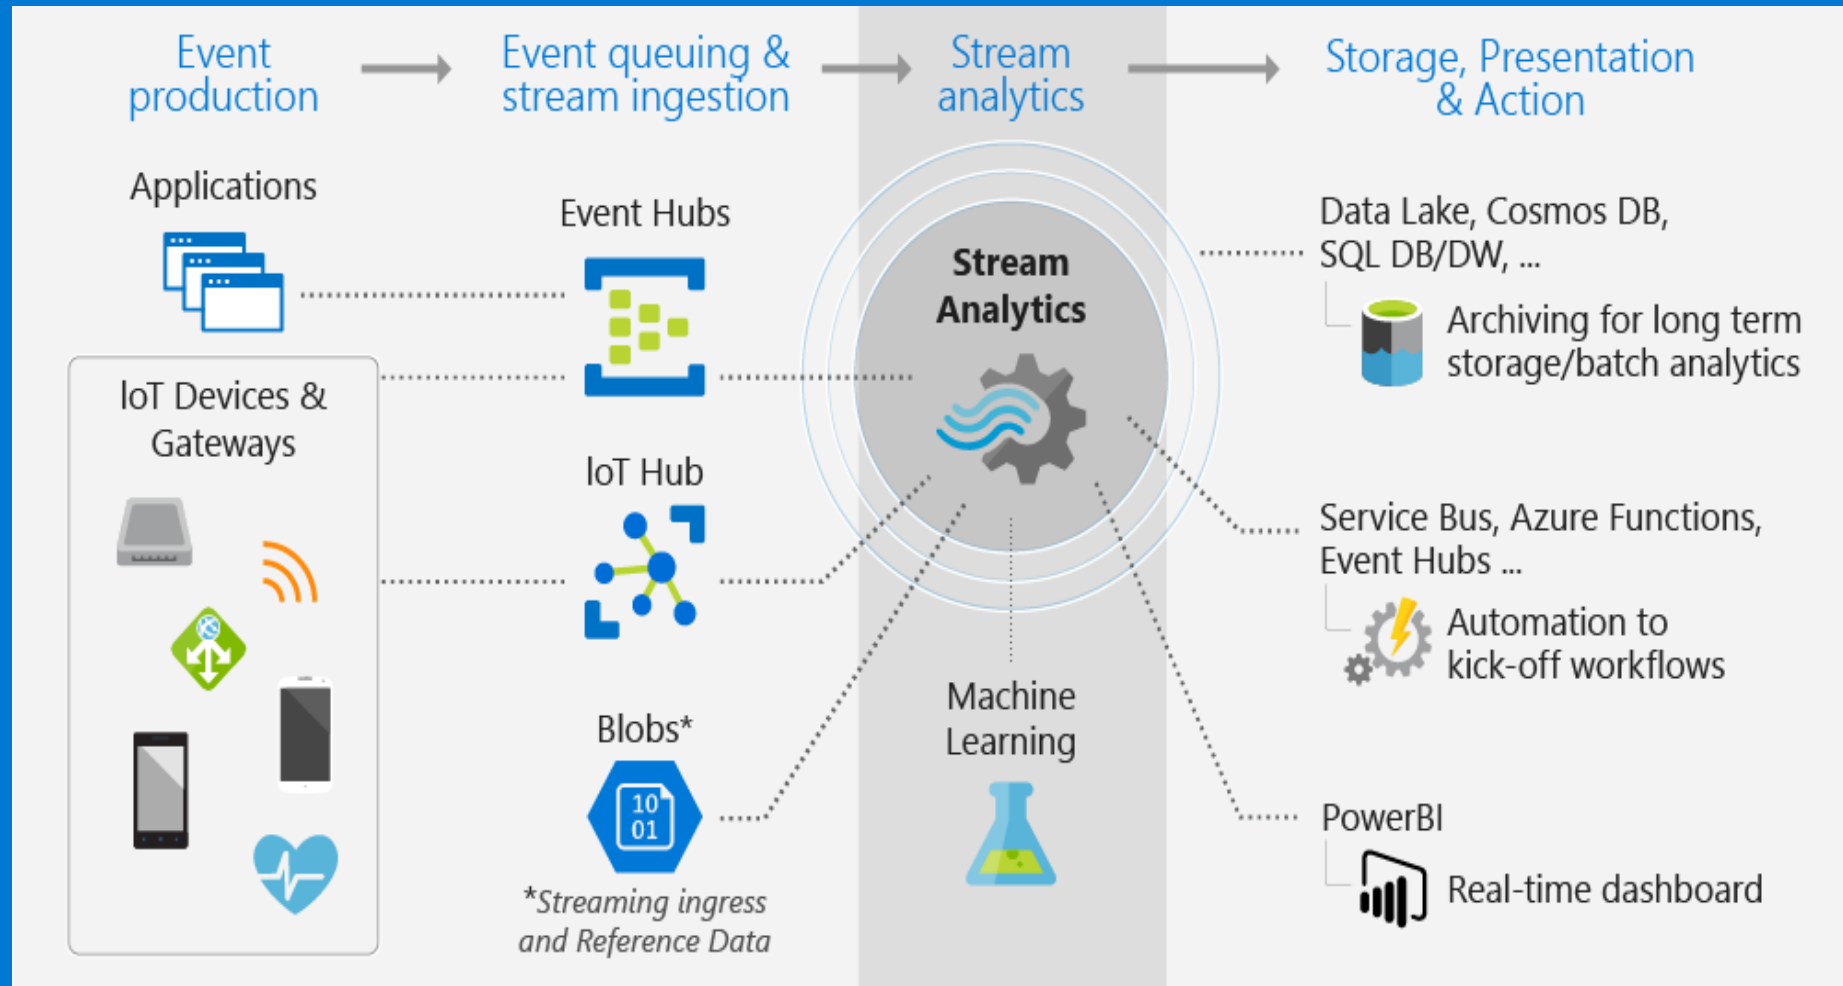 Event
production
Event queuing &
stream ingestion
Stream
analytics
Storage, Presentation
& Action
Applications
IoT Devices &
Gateways
Event Hubs
IoT Hub
Blobs*
10
01
*Streaming ingress
and Reference Data
Stream
Analytics
Machine
Learning
Data Lake, Cosmos DB,
SQL DB/DW, ...
Archiving for long term
storage/batch analytics
Service Bus, Azure Functions,
Event Hubs ...
Automation to
kick-off workflows
PowerBI
Real-time dashboard